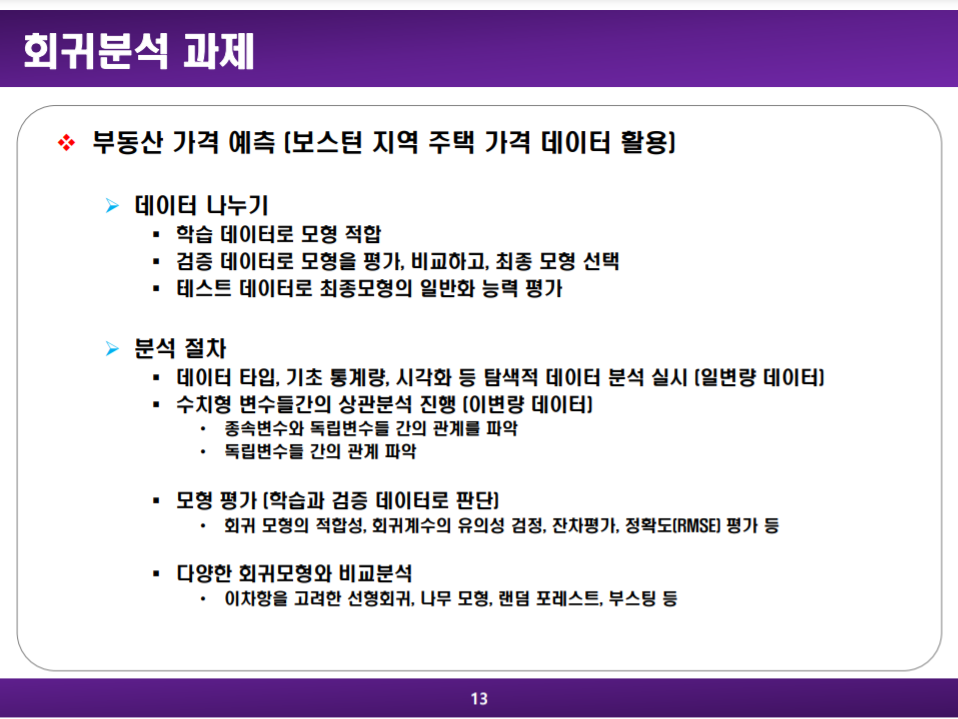 회귀분석 과제
❖ 부동산 가격 예측 (보스턴 지역 주택 가격 데이터 활용)
➢ 데이터 나누기
▪ 학습 데이터로 모형 적합
▪ 검증 데이터로 모형을 평가, 비교하고, 최종 모형 선택
▪ 테스트 데이터로 최종모형의 일반화 능력 평가
➢ 분석 절차
▪ 데이터 타입, 기초 통계량, 시각화 등 탐색적 데이터 분석 실시 (일변량 데이터)
▪ 수치형 변수들간의 상관분석 진행 (이변량 데이터)
• 종속변수와 독립변수들 간의 관계를 파악
• 독립변수들 간의 관계 파악
▪ 모형 평가 (학습과 검증 데이터로 판단)
• 회귀 모형의 적합성, 회귀계수의 유의성 검정, 잔차평가, 정확도(RMSE) 평가 등
▪ 다양한 회귀모형와 비교분석
• 이차항을 고려한 선형회귀, 나무 모형, 랜덤 포레스트, 부스팅 등
13